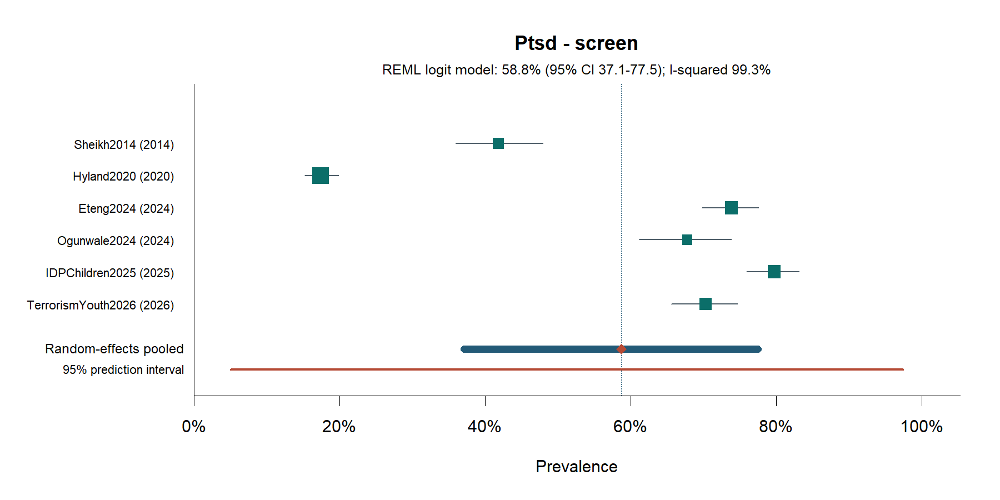 Ptsd - screen
REML logit model: 58.8% (95% CI 37.1-77.5); I-squared 99.3%
Sheikh2014 (2014)
Hyland2020 (2020)
Eteng2024 (2024)
Ogunwale2024 (2024)
IDPChildren2025 (2025)
TerrorismYouth2026 (2026)
Random-effects pooled
95% prediction interval
0% 20% 40% 60% 80% 100%
Prevalence